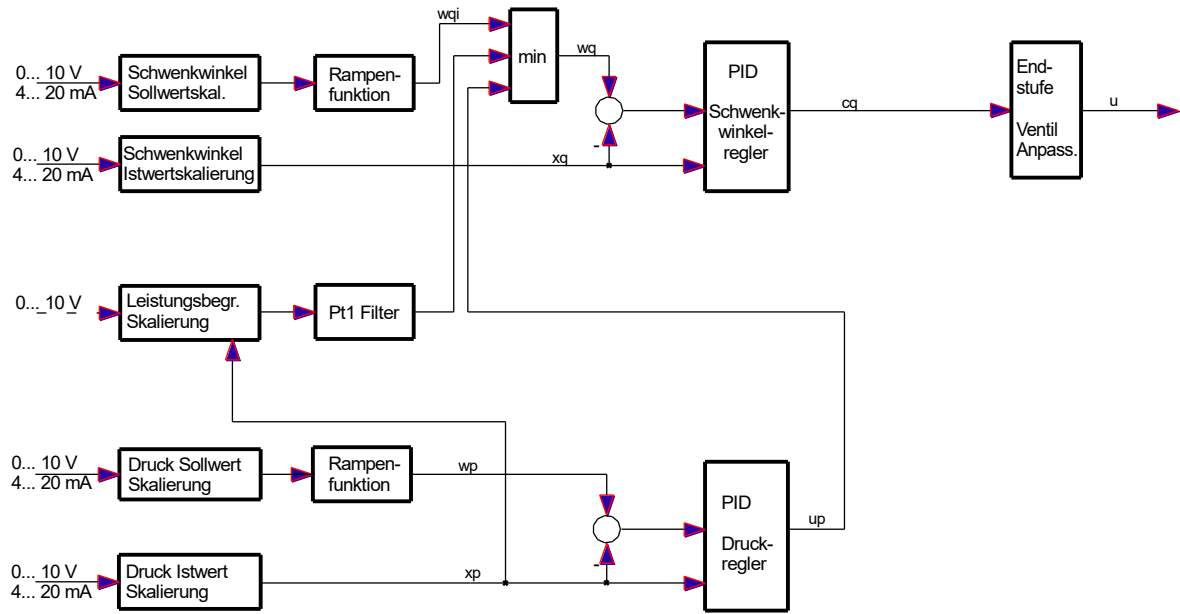 wqi
0... 10 V
4... 20 mA
Schwenkwinkel
Sollwertskal.
Rampen-
funktion
min
wq
PID
Schwenk-
winkel-
regler
cq
End-
stufe
Ventil
Anpass.
u
0... 10 V
4... 20 mA
Schwenkwinkel
Istwertskalierung
-
xq
0... 10 V
Leistungsbegr.
Skalierung
Pt1 Filter
0... 10 V
4... 20 mA
Druck Sollwert
Skalierung
Rampen-
funktion
wp
PID
Druck-
regler
up
0... 10 V
4... 20 mA
Druck Istwert
Skalierung
xp
-